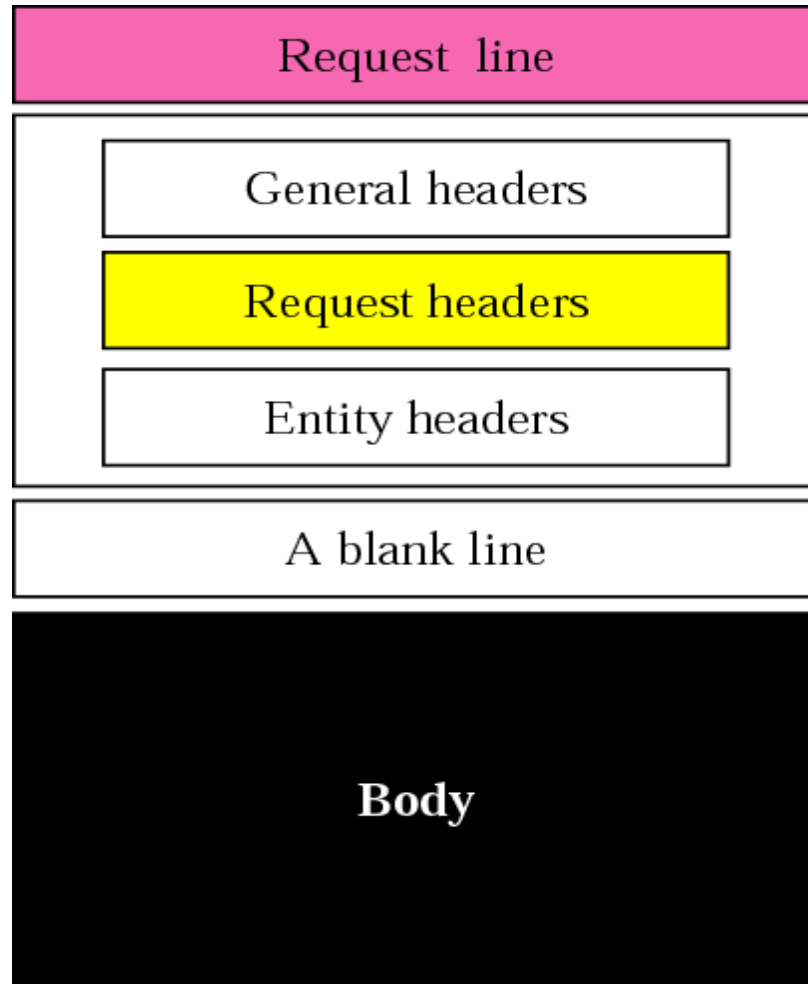 Request line
General headers
Request headers
Entity headers
A blank line
Body